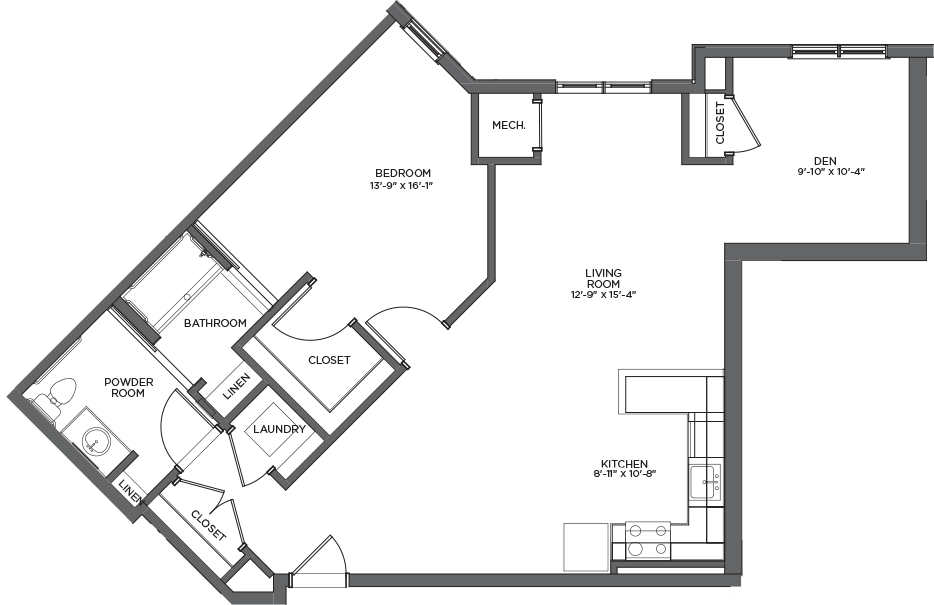 MECH.
CLOSET
DEN
9'-10" x 10'-4"
BEDROOM
13'-9" x 16'-1"
LIVING
ROOM
12'-9" x 15'-4"
BATHROOM
CLOSET
POWDER
ROOM
LINEN
LAUNDRY
KITCHEN
8'-11" x 10'-8"
LINEN
CLOSET